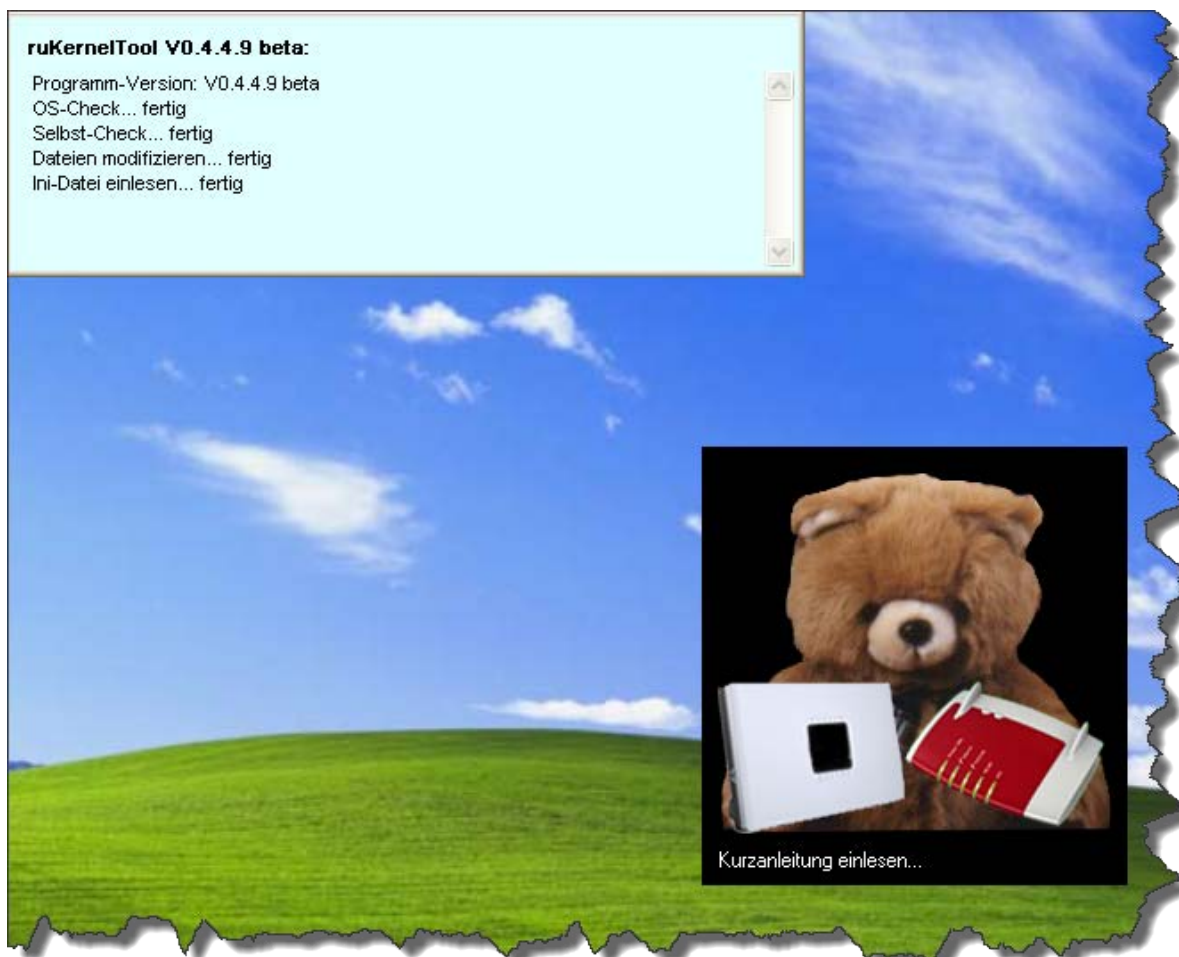 ruKernelTool V0.4.4.9 beta:
Programm-Version: V0.4.4.9 beta
OS-Check... fertig
Selbst-Check... fertig
Dateien modifizieren... fertig
Ini-Datei einlesen... fertig
Kurzanleitung einlesen...